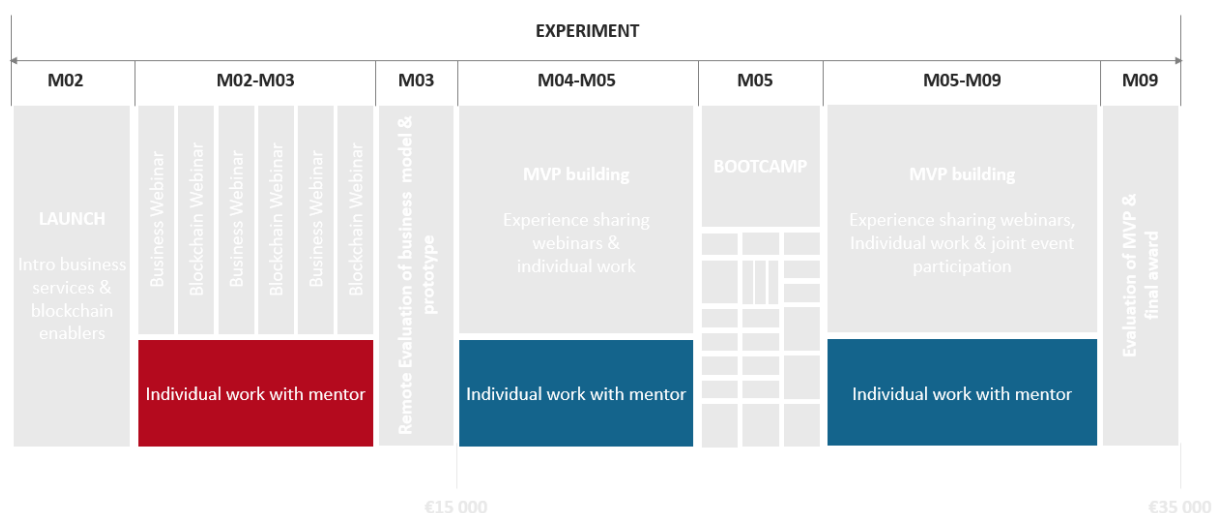 EXPERIMENT
M02
M02-M03
M03
M04-M05
M05
M05-M09
M09
LAUNCH
Intro business
services &
blockchain
enablers
Business Webinar
Blockchain Webinar
Business Webinar
Blockchain Webinar
Business Webinar
Blockchain Webinar
Individual work with mentor
Remote Evaluation of business model &
prototype
MVP building
Experience sharing
webinars &
individual work
Individual work with mentor
BOOTCAMP
MVP building
Experience sharing webinars,
Individual work & joint event
participation
Individual work with mentor
Evaluation of MVP &
final award
€15 000
€35 000